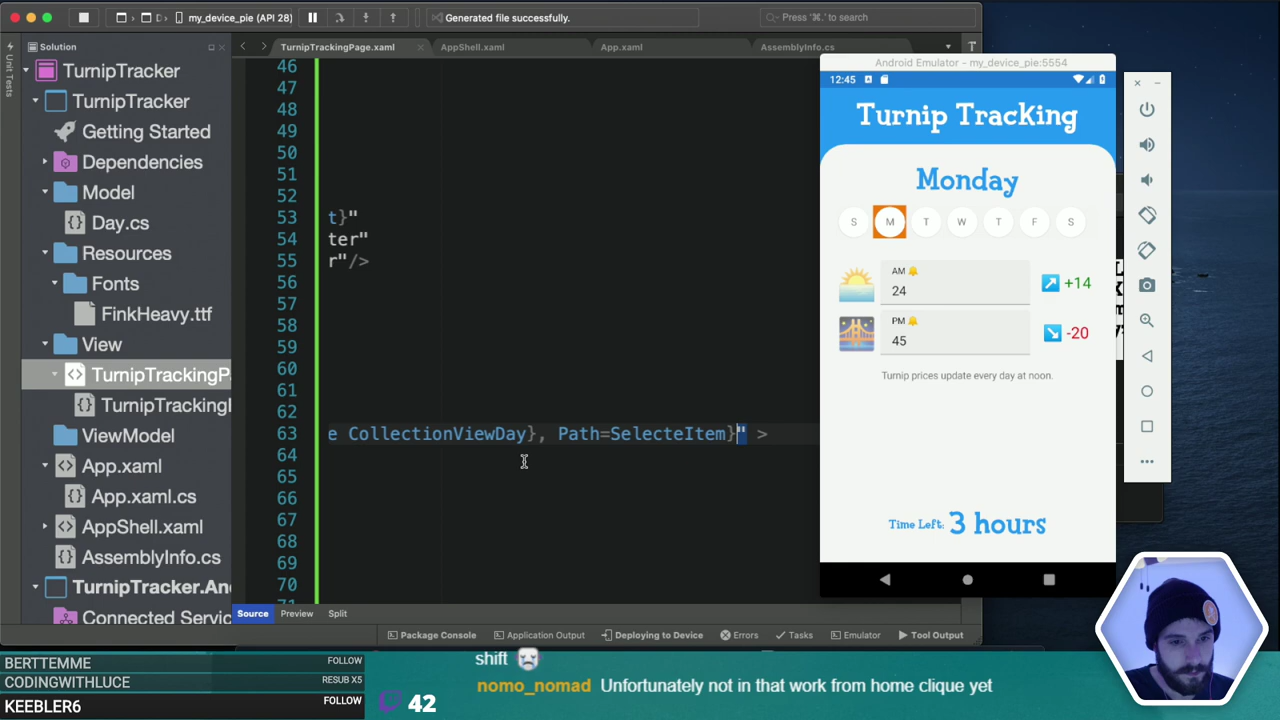 my_device_pie (API 28)
Generated file successfully.
Press '⌘.' to search
Solution
TurnipTrackingPage.xaml
AppShell.xaml
App.xaml
AssemblyInfo.cs
Unit Tests
TurnipTracker
TurnipTracker
Getting Started
Dependencies
Model
Day.cs
Resources
Fonts
FinkHeavy.ttf
View
TurnipTrackingP
TurnipTracking
ViewModel
App.xaml
App.xaml.cs
AppShell.xaml
AssemblyInfo.cs
TurnipTracker.An
Connected Servic
46
47
48
49
50
51
52
53 t}"
54 ter"
55 r"/>
56
57
58
59
60
61
62
63 e CollectionViewDay}, Path=SelecteItem}" >
64
65
66
67
68
69
70
Source Preview Split
Package Console Application Output Deploying to Device Errors Tasks Emulator Tool Output
Android Emulator - my_device_pie:5554
12:45
Turnip Tracking
Monday
S M T W T F S
AM
24
+14
PM
45
-20
Turnip prices update every day at noon.
Time Left: 3 hours
BERTTEMME FOLLOW
CODINGWITHLUCE RESUB X5
KEEBLER6 FOLLOW
42
shift
nomo_nomad Unfortunately not in that work from home clique yet